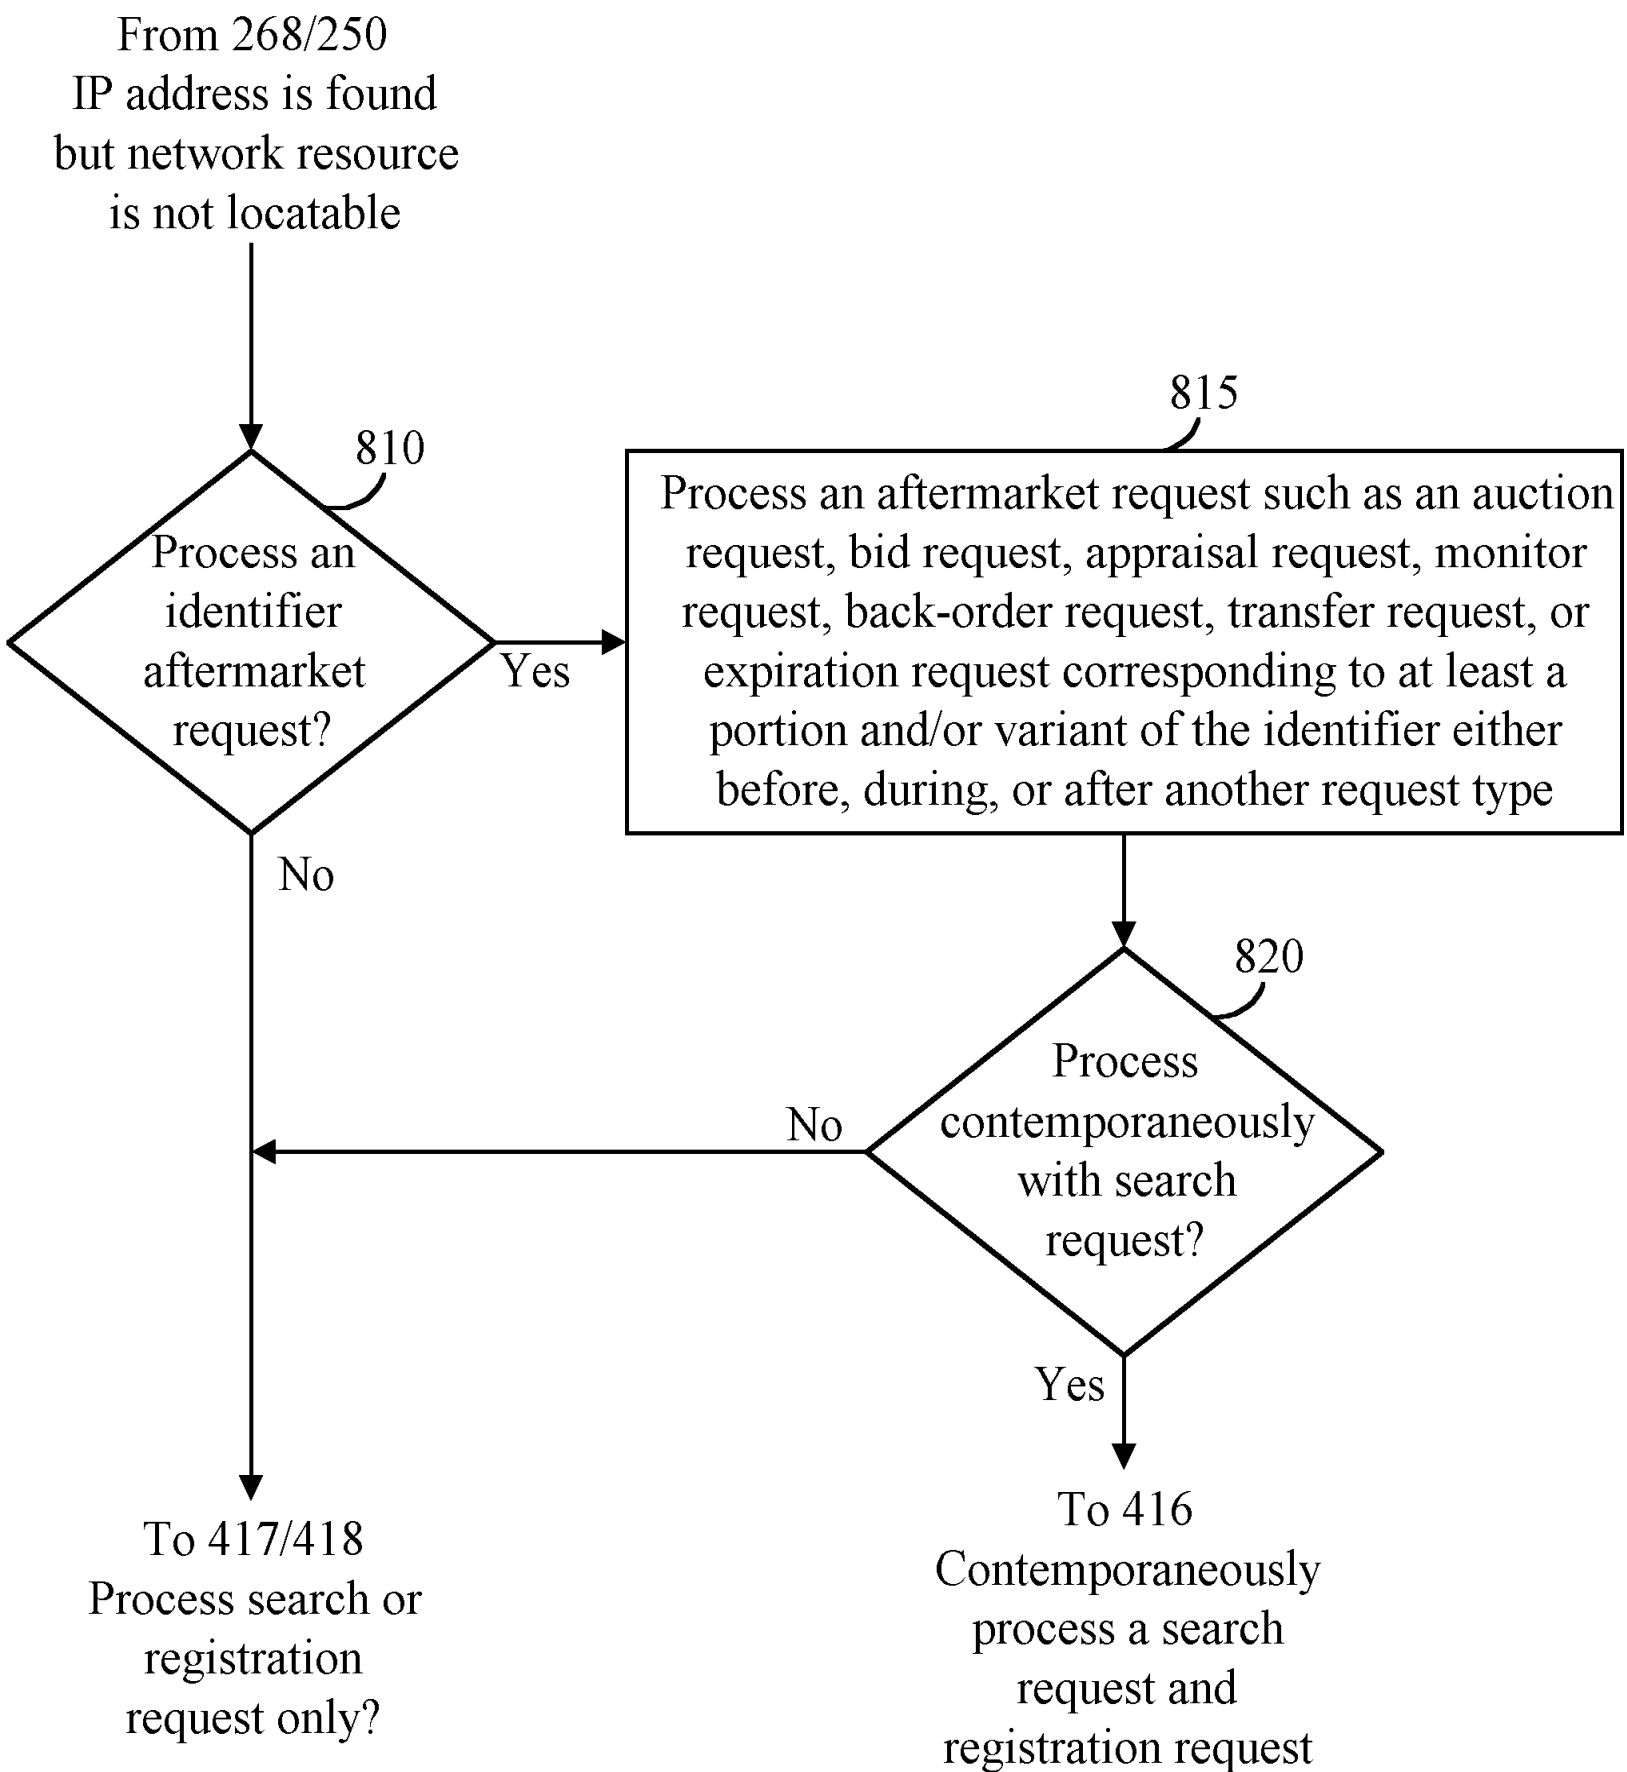 From 268/250
IP address is found
but network resource
is not locatable
810
Process an
identifier
aftermarket
request?
Yes
No
815
Process an aftermarket request such as an auction
request, bid request, appraisal request, monitor
request, back-order request, transfer request, or
expiration request corresponding to at least a
portion and/or variant of the identifier either
before, during, or after another request type
820
Process
contemporaneously
with search
request?
No
Yes
To 417/418
Process search or
registration
request only?
To 416
Contemporaneously
process a search
request and
registration request